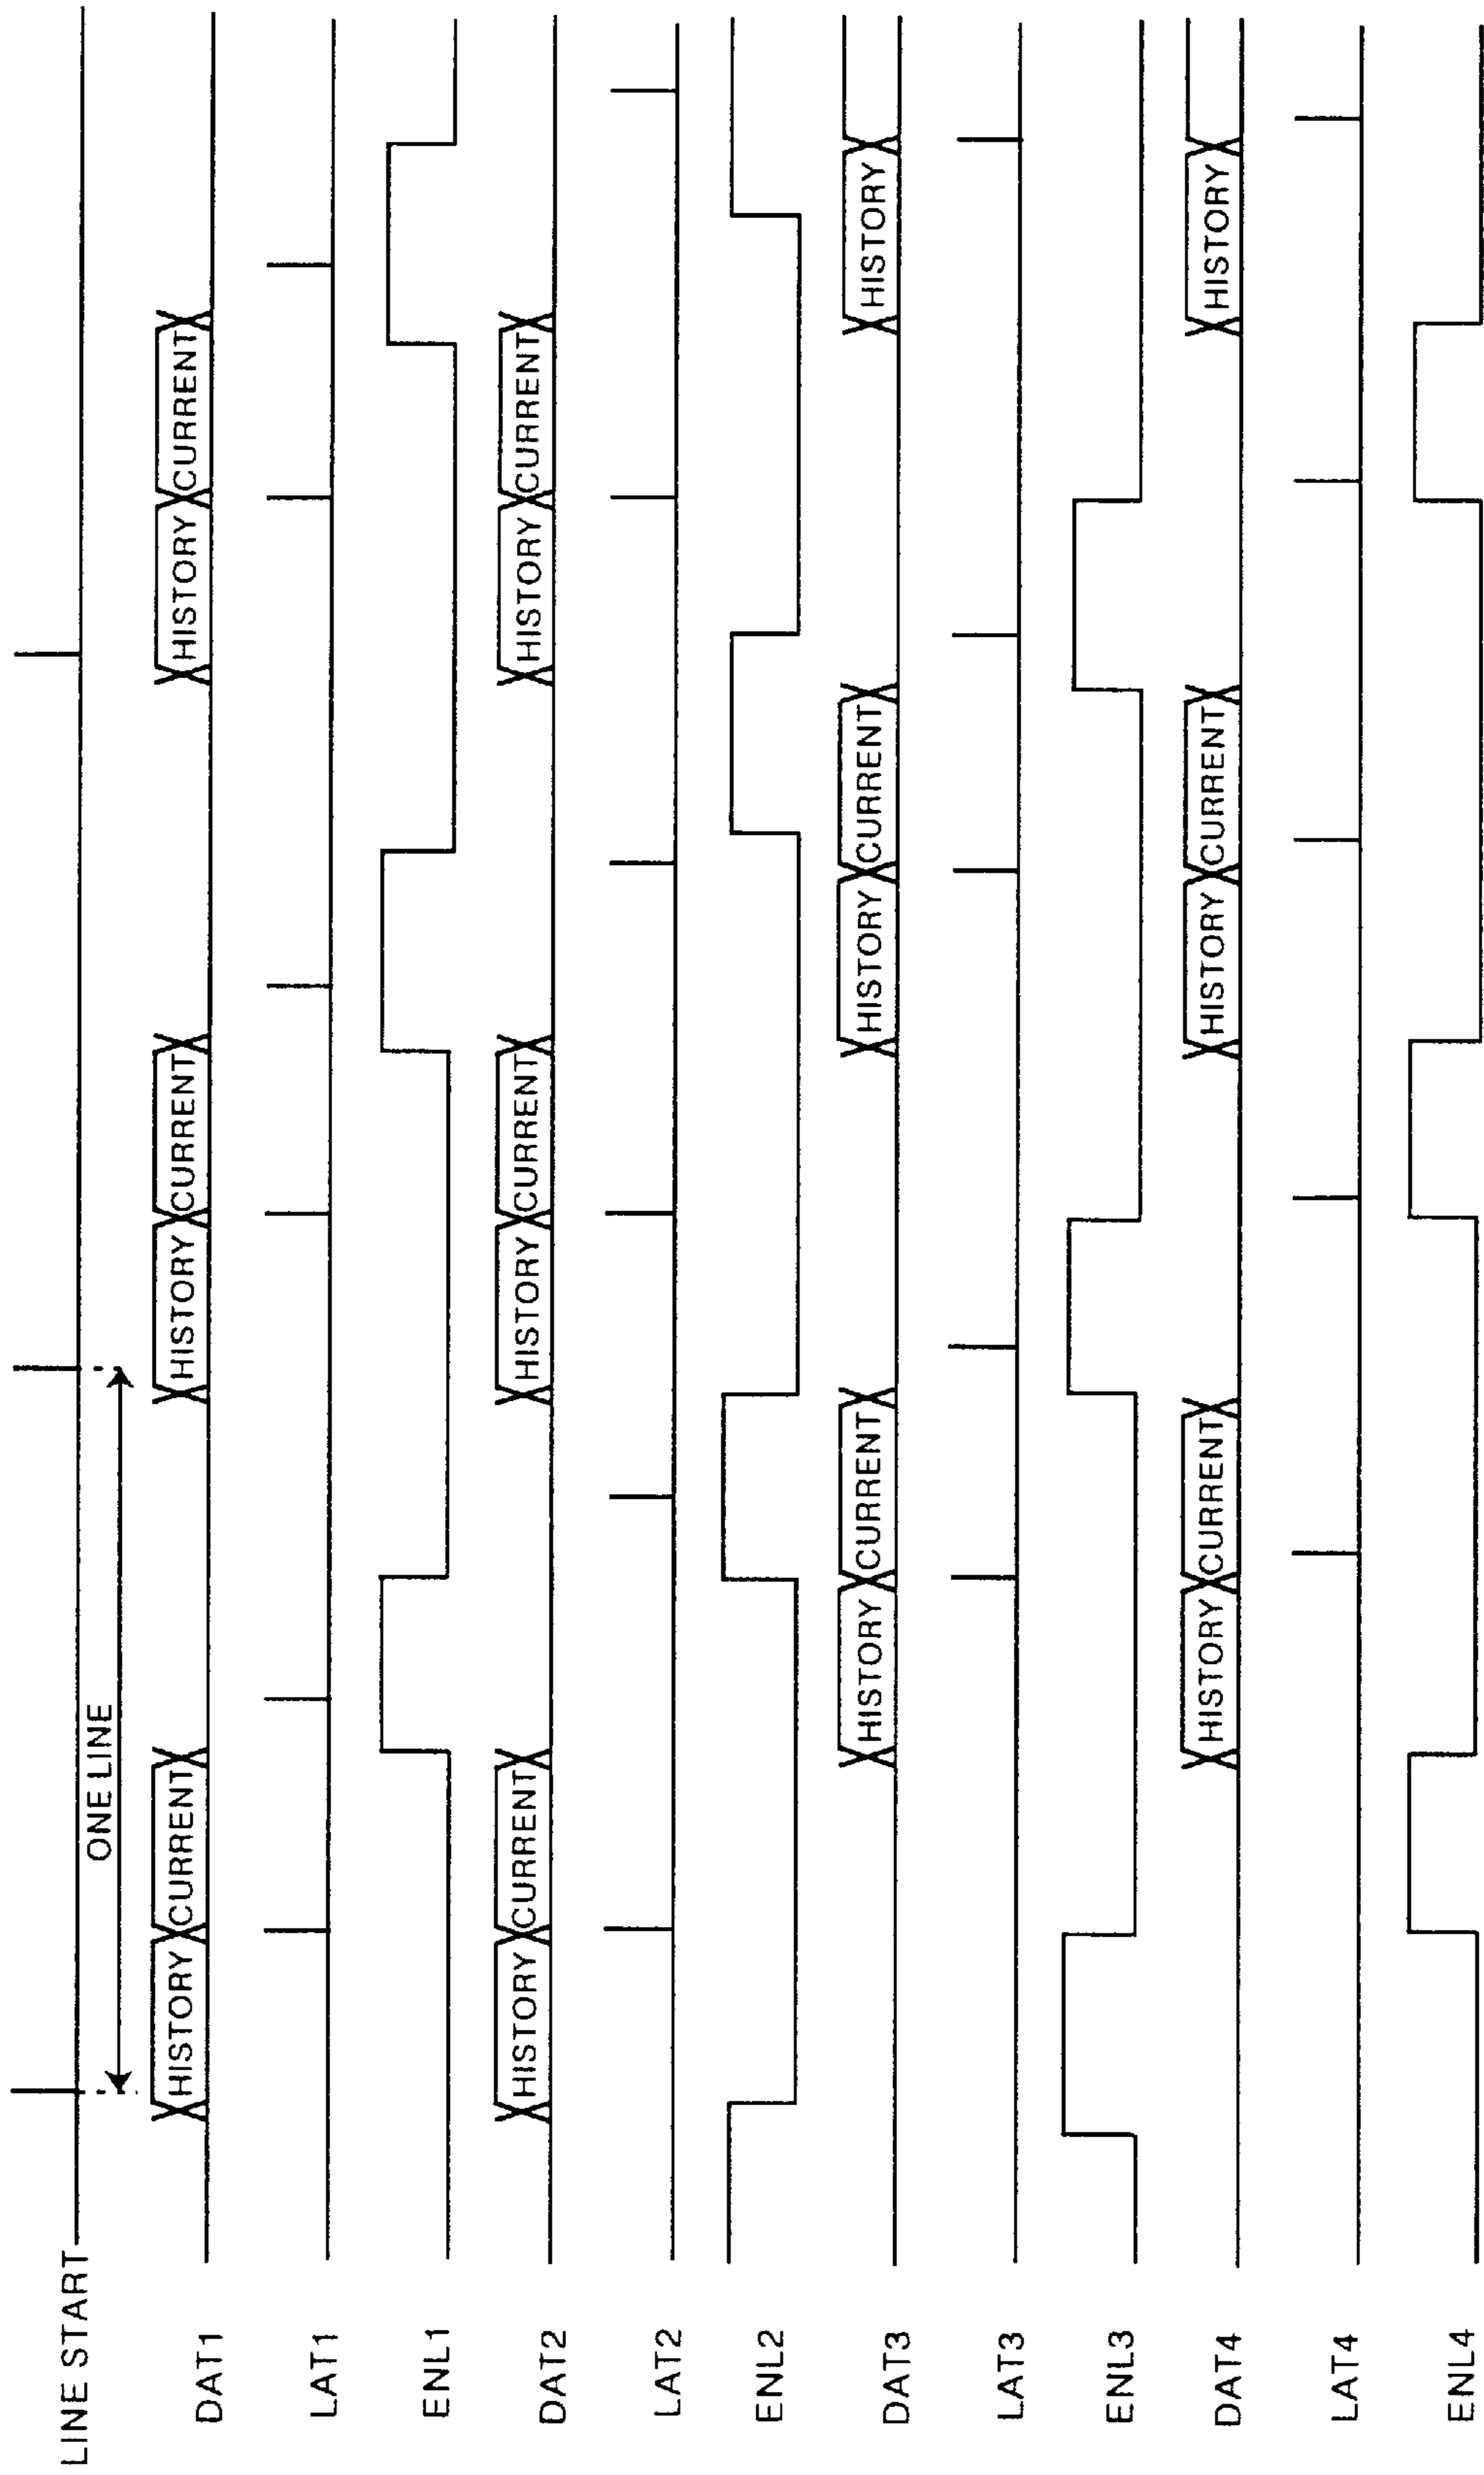 LINE START
ONE LINE
DAT1
HISTORY CURRENT HISTORY CURRENT HISTORY CURRENT
LAT1
ENL1
DAT2
HISTORY CURRENT HISTORY CURRENT HISTORY CURRENT
LAT2
ENL2
DAT3
HISTORY CURRENT HISTORY CURRENT HISTORY
LAT3
ENL3
DAT4
HISTORY CURRENT HISTORY CURRENT HISTORY
LAT4
ENL4